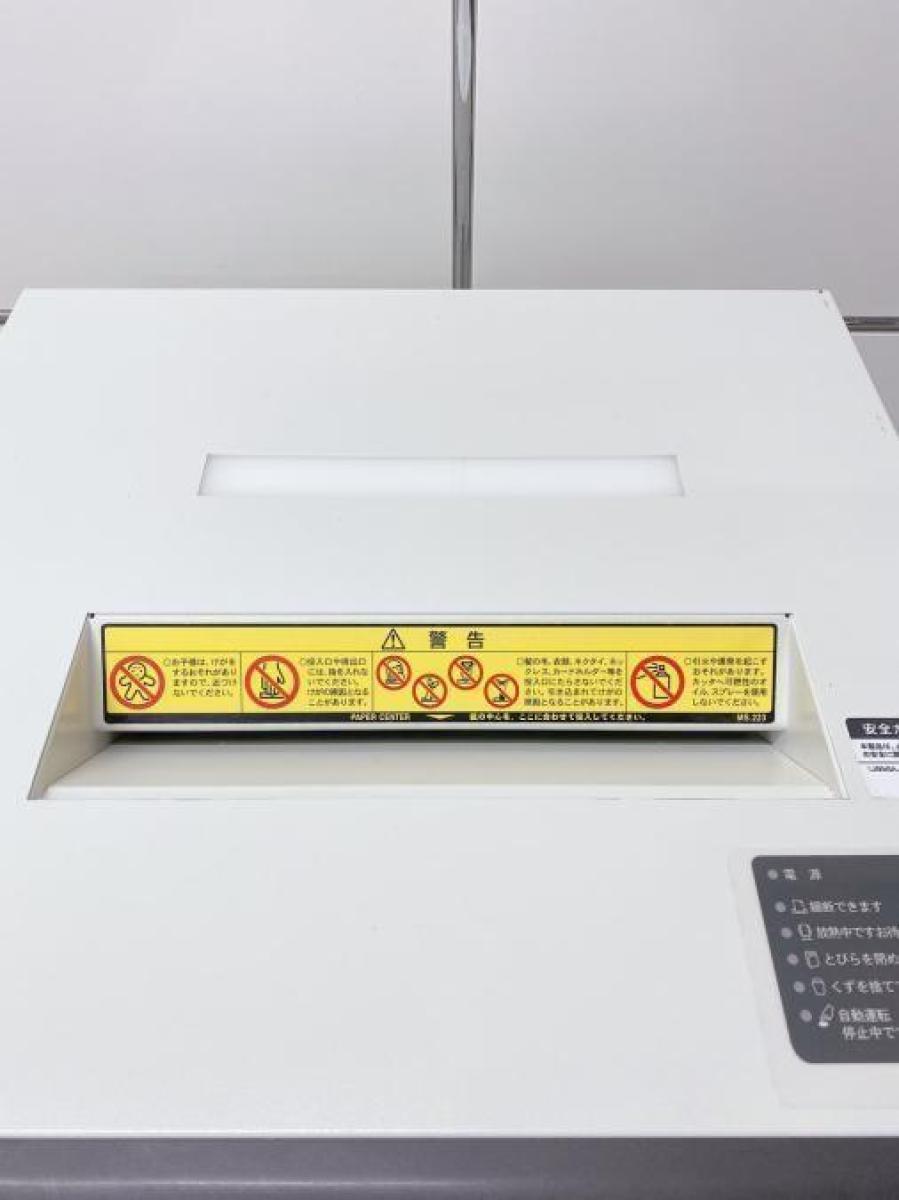 警告
○お子様は、けがを
するおそれがあり
ますので、近づけ
ないでください。
○投入口や排出口
には、指を入れな
いでください。
けがの原因となる
ことがあります。
○髪の毛、衣服、ネクタイ、ネッ
クレス、カードホルダー等を
投入口にたらさないでくだ
さい。引き込まれてけがの
原因となることがあります。
○引火や爆発を起こす
おそれがあります。
カッターへ可燃性のオ
イル、スプレーを使用
しないでください。
PAPER CENTER
紙の中心を、ここに合わせて投入してください。
MS.223
安全
電源
細断できます
放熱中ですお待
とびらを閉め
くずを捨て
自動運転
停止中で